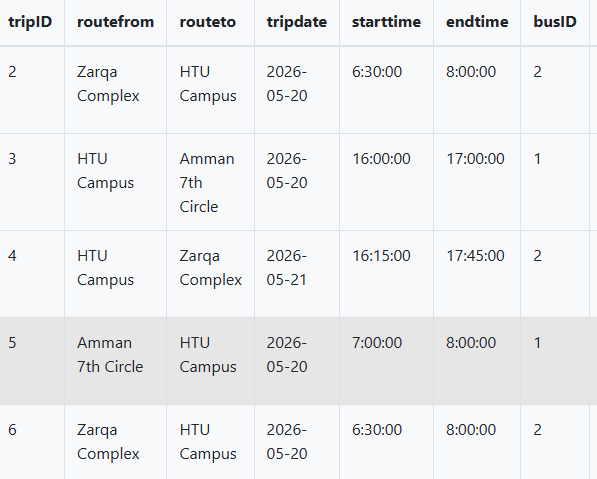 tripID routefrom routeto tripdate starttime endtime busID
2 Zarqa HTU 2026- 6:30:00 8:00:00 2
Complex Campus 05-20
3 HTU Amman 2026- 16:00:00 17:00:00 1
Campus 7th 05-20
Circle
4 HTU Zarqa 2026- 16:15:00 17:45:00 2
Campus Complex 05-21
5 Amman HTU 2026- 7:00:00 8:00:00 1
7th Circle Campus 05-20
6 Zarqa HTU 2026- 6:30:00 8:00:00 2
Complex Campus 05-20